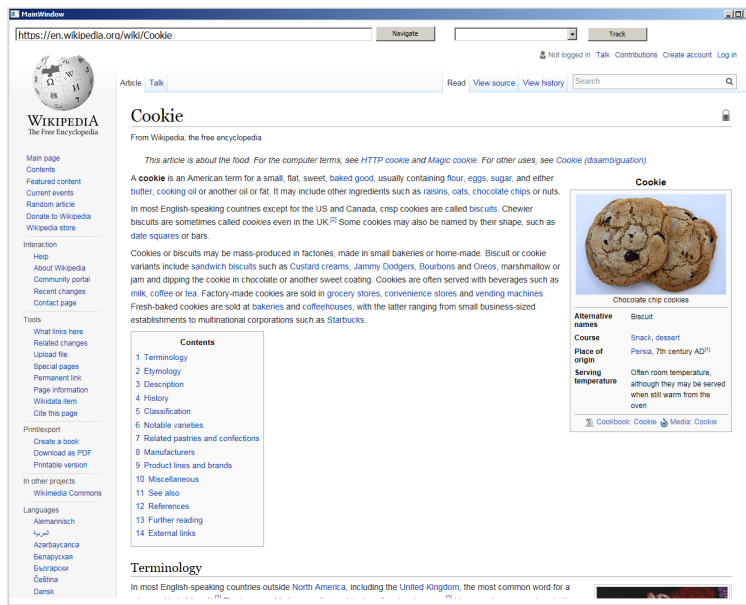 MainWindow
https://en.wikipedia.org/wiki/Cookie
Navigate
Track
Not logged in Talk Contributions Create account Log in
Article Talk
Read View source View history Search
WIKIPEDIA
The Free Encyclopedia
Main page
Contents
Featured content
Current events
Random article
Donate to Wikipedia
Wikipedia store
Interaction
Help
About Wikipedia
Community portal
Recent changes
Contact page
Tools
What links here
Related changes
Upload file
Special pages
Permanent link
Page information
Wikidata item
Cite this page
Print/export
Create a book
Download as PDF
Printable version
In other projects
Wikimedia Commons
Languages
Alemannisch
العربية
Azərbaycanca
Беларуская
Български
Čeština
Dansk
Cookie
From Wikipedia, the free encyclopedia
This article is about the food. For the computer terms, see HTTP cookie and Magic cookie. For other uses, see Cookie (disambiguation).
A cookie is an American term for a small, flat, sweet, baked good, usually containing flour, eggs, sugar, and either
butter, cooking oil or another oil or fat. It may include other ingredients such as raisins, oats, chocolate chips or nuts.
In most English-speaking countries except for the US and Canada, crisp cookies are called biscuits. Chewier
biscuits are sometimes called cookies even in the UK.[2] Some cookies may also be named by their shape, such as
date squares or bars.
Cookies or biscuits may be mass-produced in factories, made in small bakeries or home-made. Biscuit or cookie
variants include sandwich biscuits such as Custard creams, Jammy Dodgers, Bourbons and Oreos, marshmallow or
jam and dipping the cookie in chocolate or another sweet coating. Cookies are often served with beverages such as
milk, coffee or tea. Factory-made cookies are sold in grocery stores, convenience stores and vending machines.
Fresh-baked cookies are sold at bakeries and coffeehouses, with the latter ranging from small business-sized
establishments to multinational corporations such as Starbucks.
Cookie
Chocolate chip cookies
Alternative names Biscuit
Course Snack, dessert
Place of origin Persia, 7th century AD[1]
Serving temperature Often room temperature,
although they may be served
when still warm from the
oven
Cookbook: Cookie Media: Cookie
Contents
1 Terminology
2 Etymology
3 Description
4 History
5 Classification
6 Notable varieties
7 Related pastries and confections
8 Manufacturers
9 Product lines and brands
10 Miscellaneous
11 See also
12 References
13 Further reading
14 External links
Terminology
In most English-speaking countries outside North America, including the United Kingdom, the most common word for a